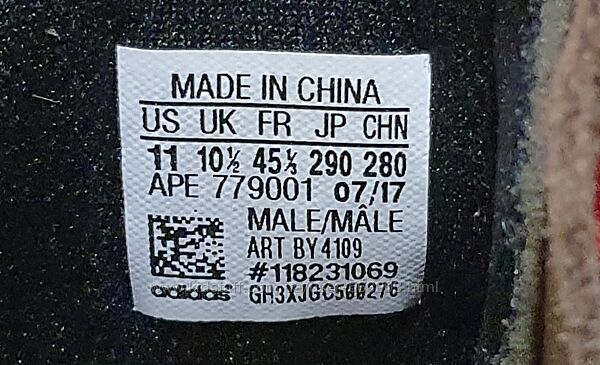 MADE IN CHINA
US UK FR JP CHN
11 10½ 45⅓ 290 280
APE 779001 07/17
MALE/MÂLE
ART BY4109
#118231069
adidas GH3XJGC500276